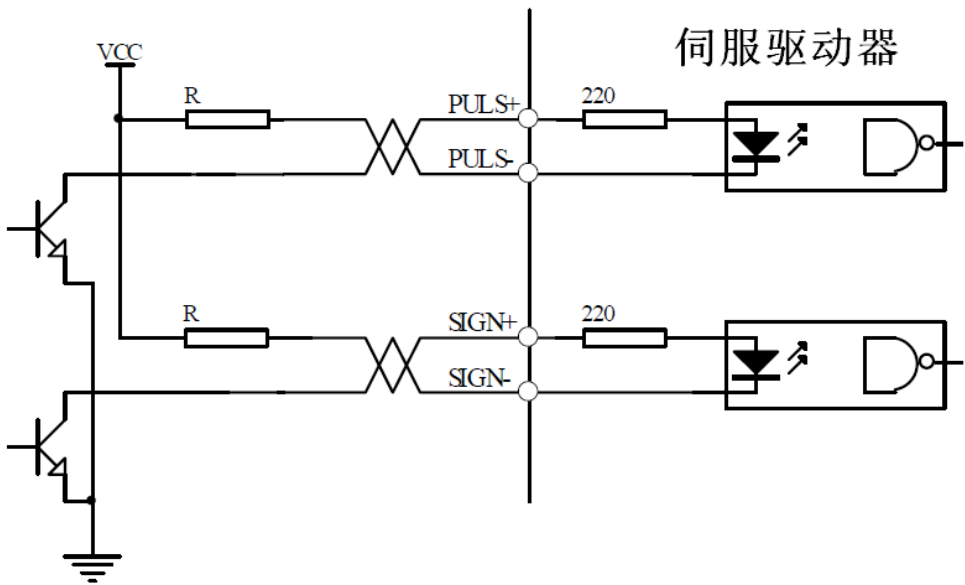 伺服驱动器
VCC
R
PULS+
220
PULS-
R
SIGN+
220
SIGN-